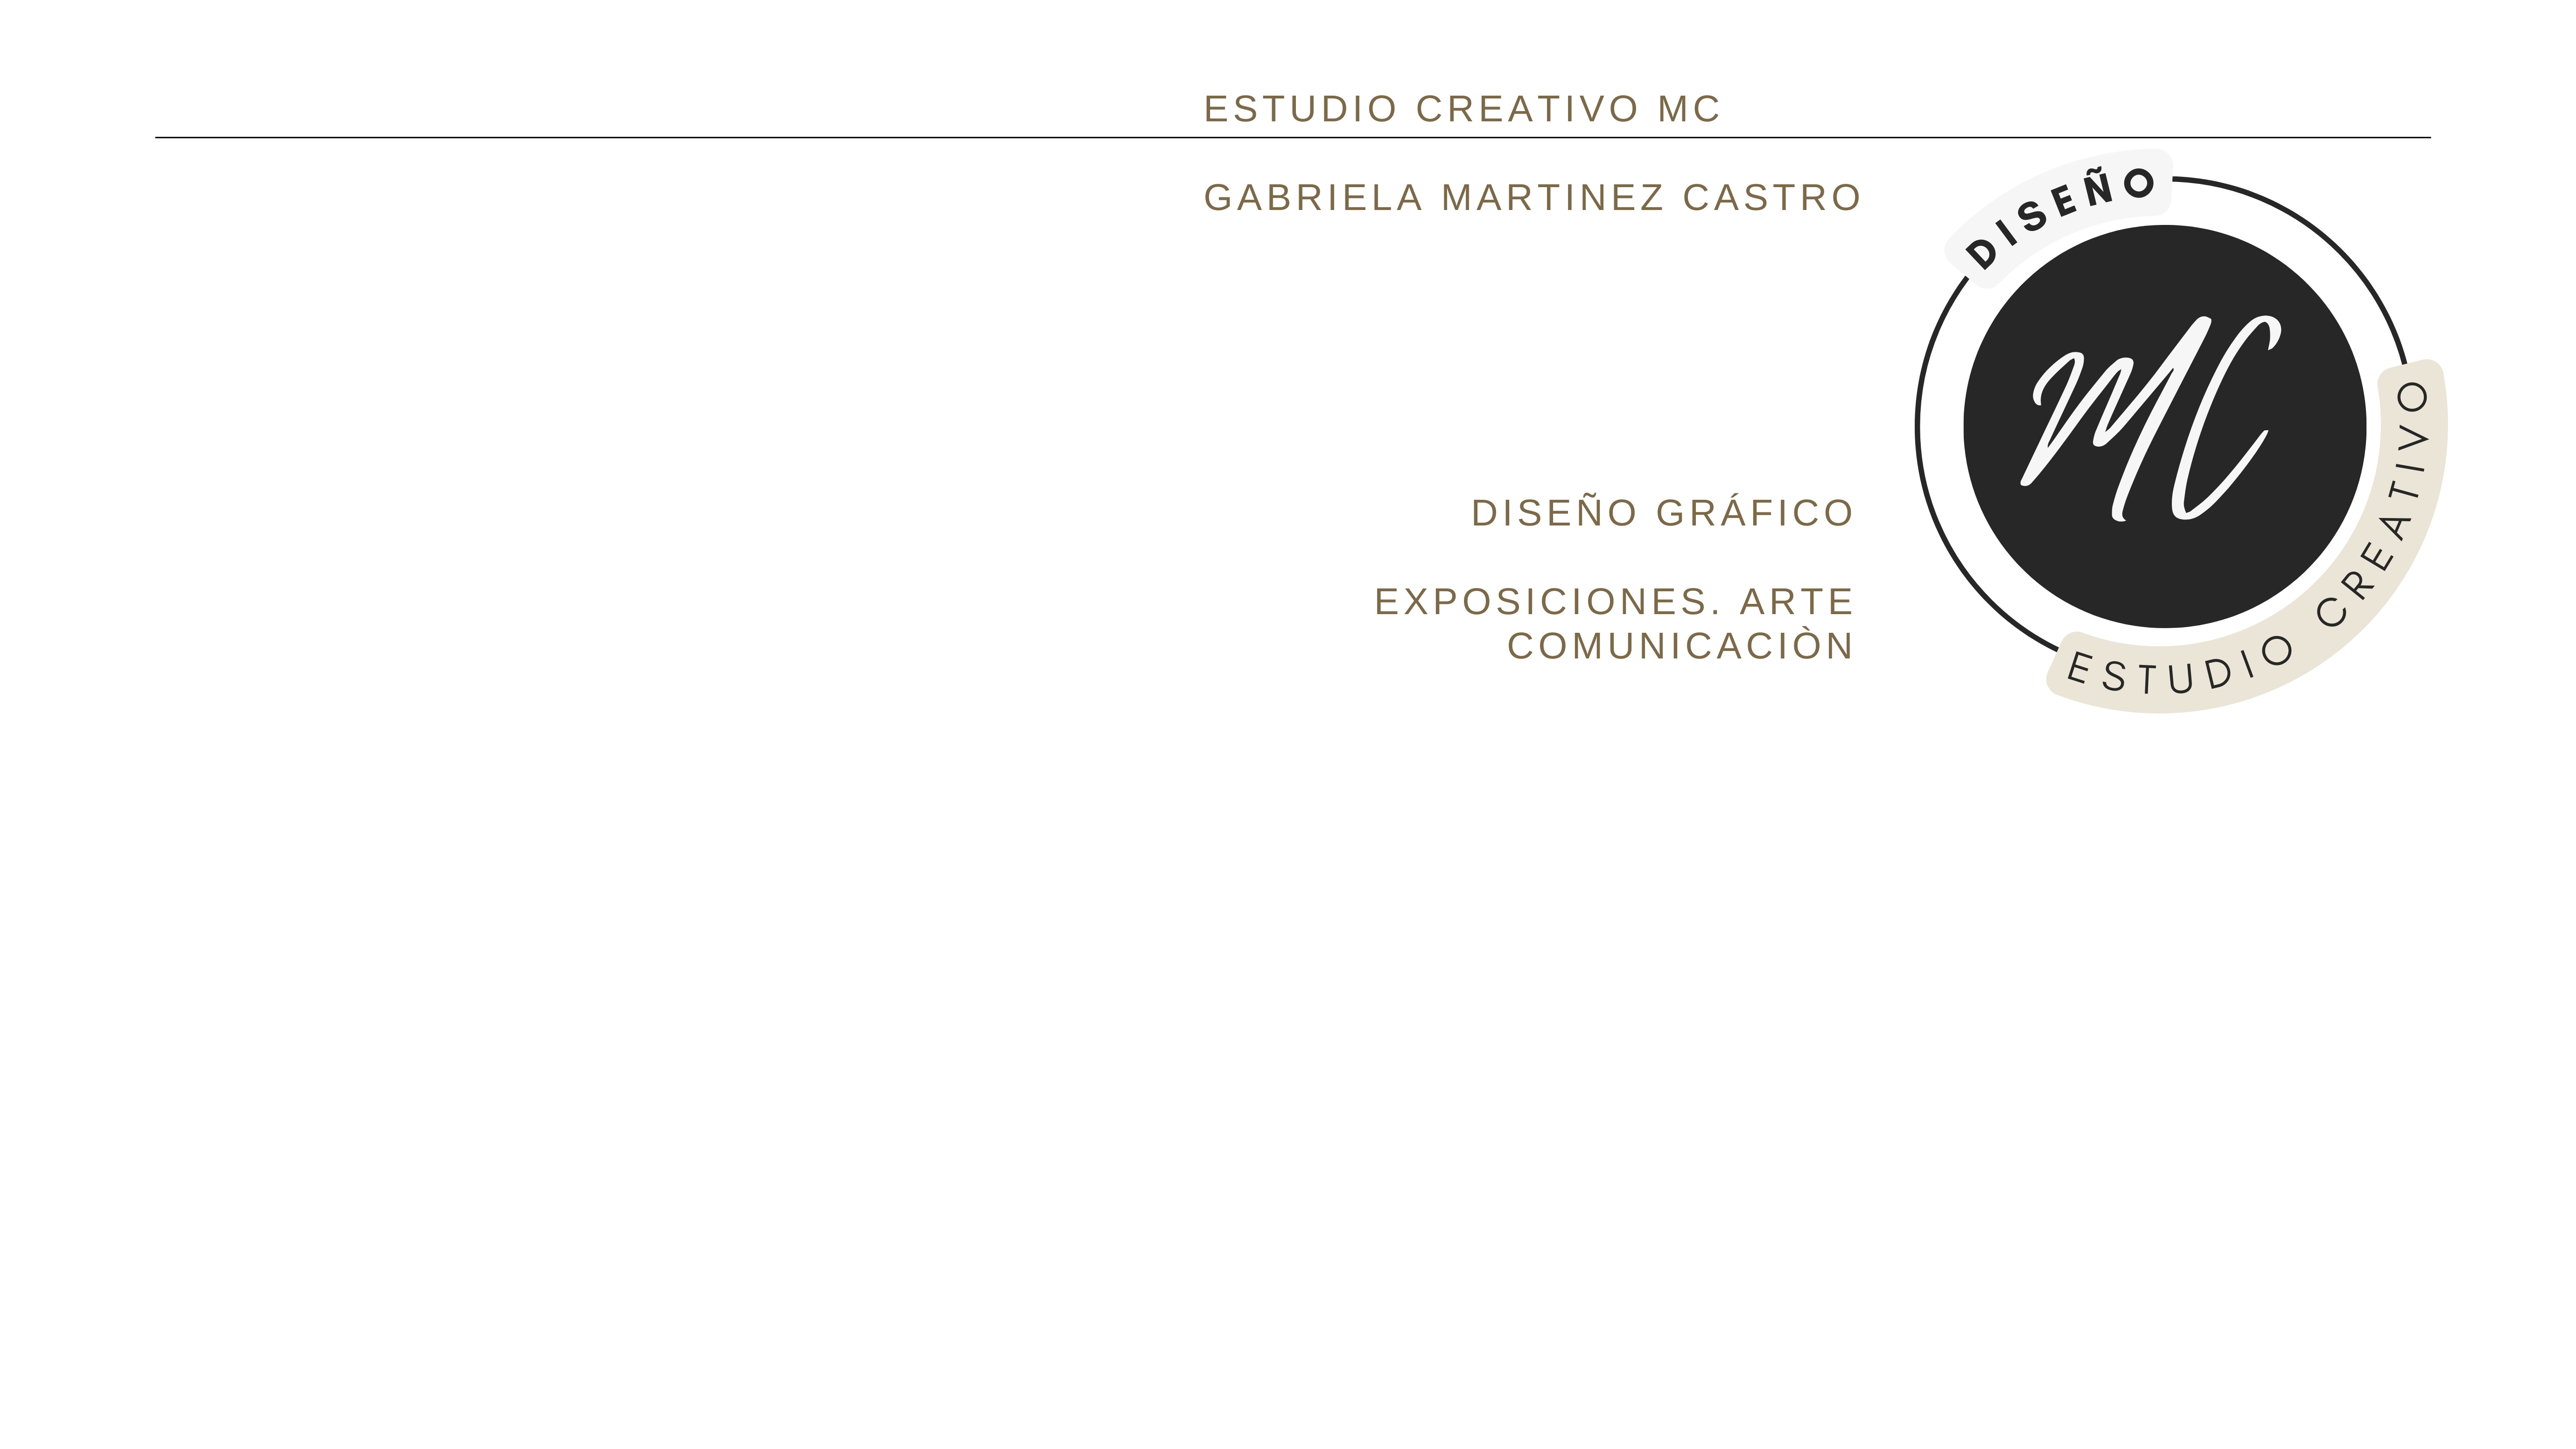 ESTUDIO CREATIVO MC
GABRIELA MARTINEZ CASTRO
DISEÑO
MC
ESTUDIO CREATIVO
DISEÑO GRÁFICO
EXPOSICIONES. ARTE
COMUNICACIÒN